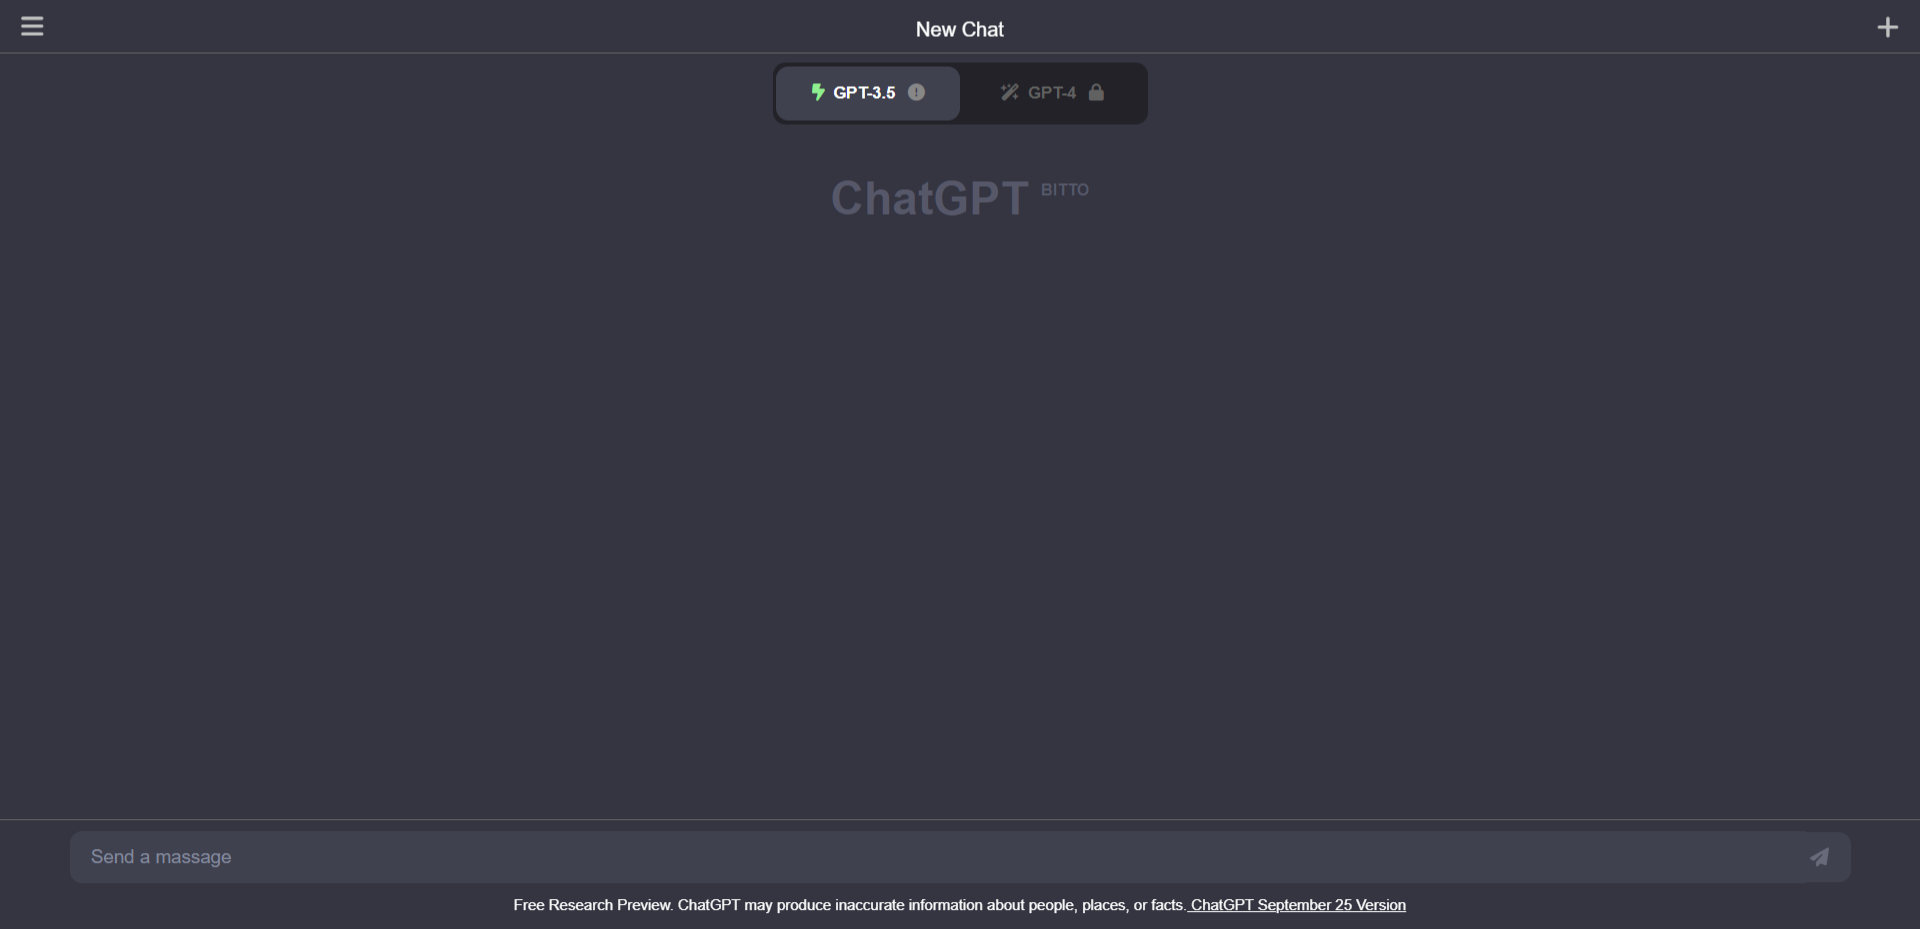 New Chat
GPT-3.5 GPT-4
ChatGPT BITTO
Send a massage
Free Research Preview. ChatGPT may produce inaccurate information about people, places, or facts. ChatGPT September 25 Version